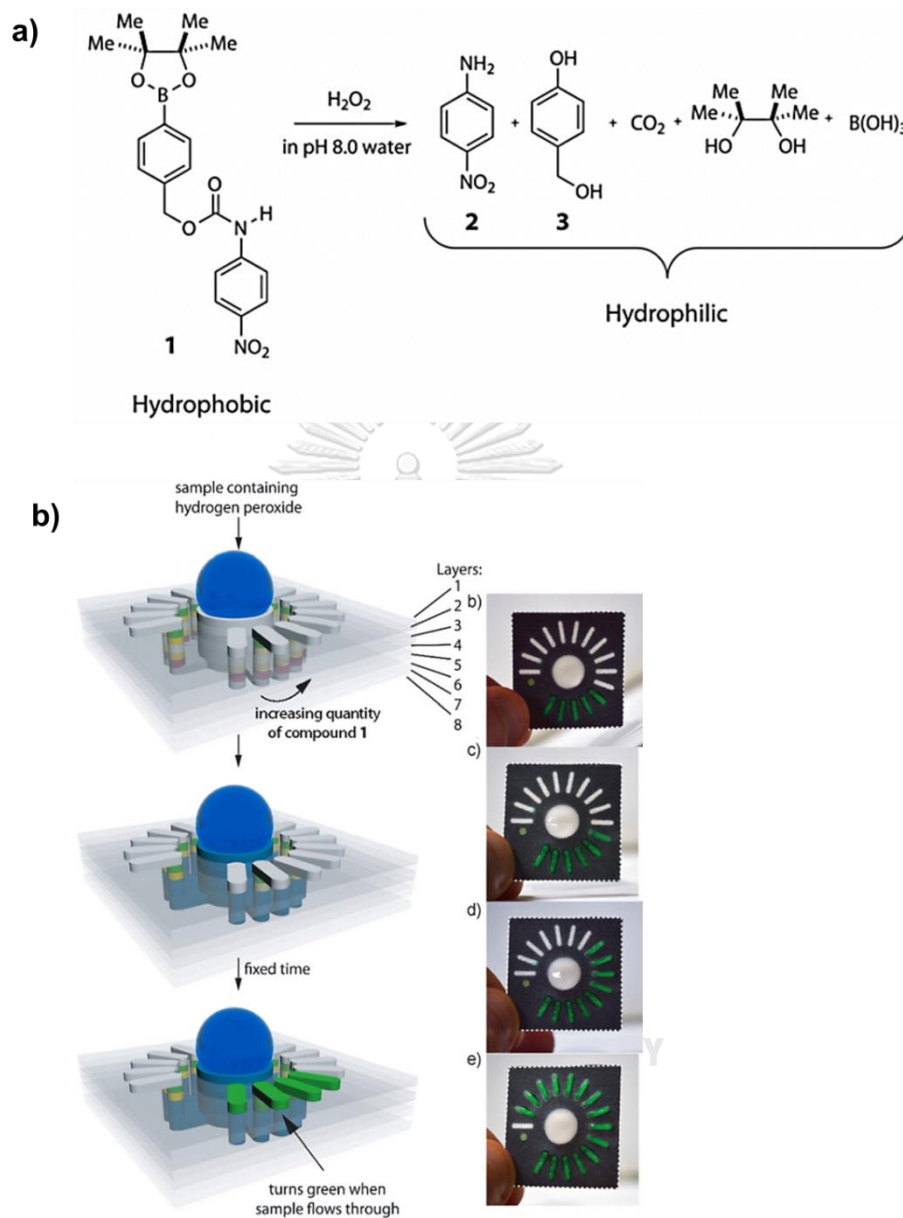 a)
Me Me
Me Me
O O
B
O
O N H
NO₂
1
Hydrophobic
H₂O₂
in pH 8.0 water
NH₂
NO₂
2
+
OH
OH
3
+ CO₂ +
Me Me
Me Me
HO OH
+ B(OH)₃
Hydrophilic
b)
sample containing
hydrogen peroxide
Layers:
1
2
3
4
5
6
7
8
increasing quantity
of compound 1
fixed time
turns green when
sample flows through
b)
c)
d)
e)
Y